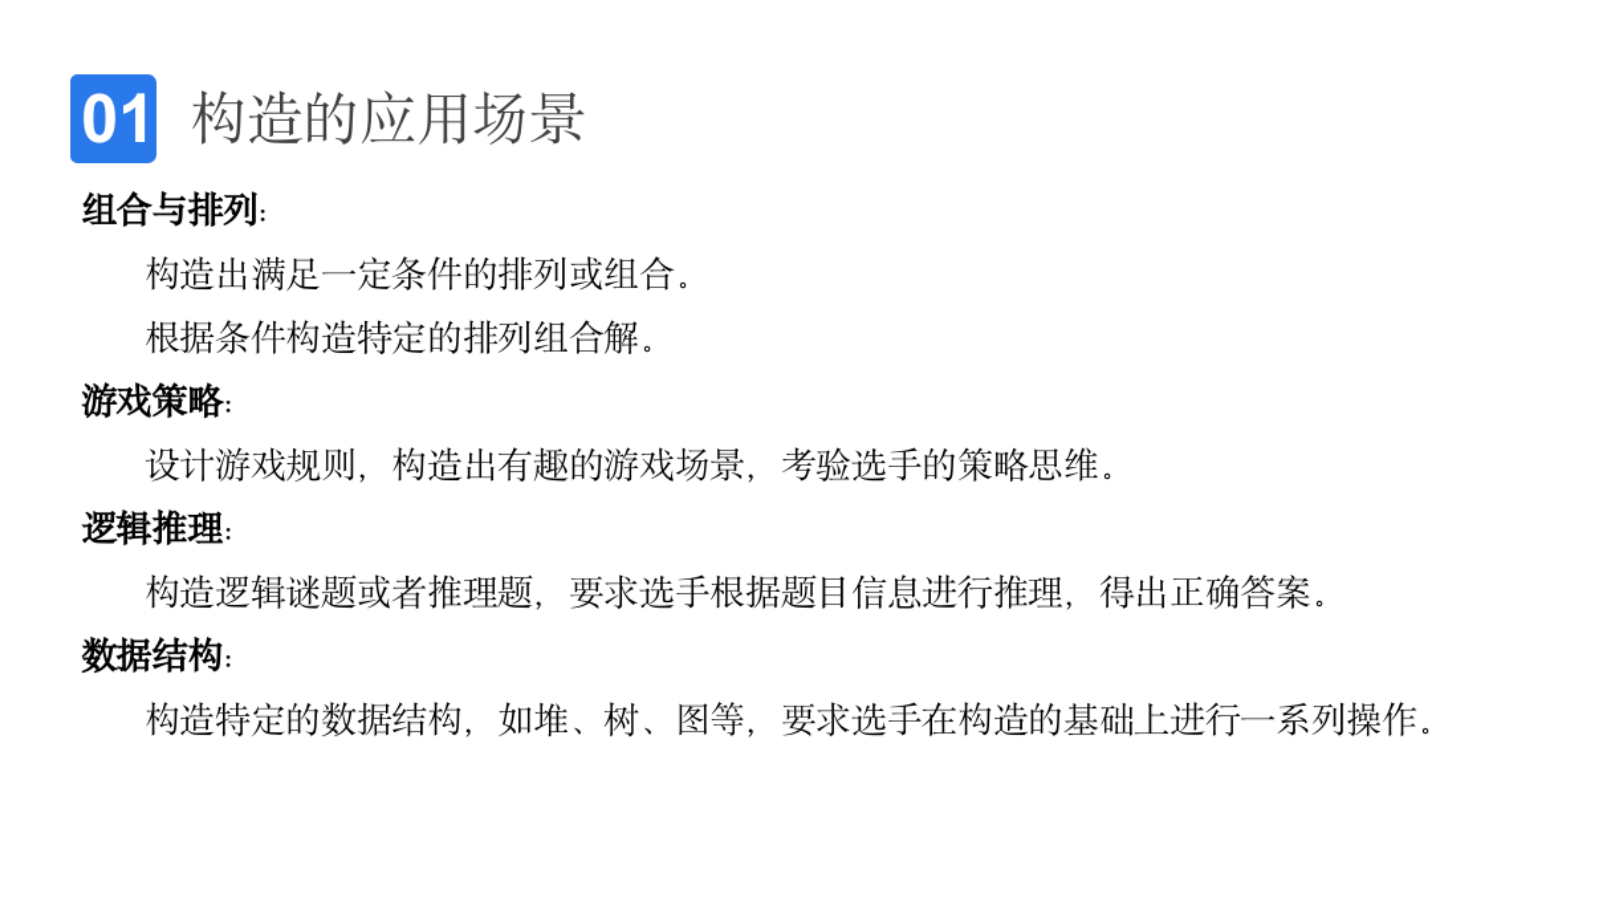 01 构造的应用场景
组合与排列:
构造出满足一定条件的排列或组合。
根据条件构造特定的排列组合解。
游戏策略:
设计游戏规则，构造出有趣的游戏场景，考验选手的策略思维。
逻辑推理:
构造逻辑谜题或者推理题，要求选手根据题目信息进行推理，得出正确答案。
数据结构:
构造特定的数据结构，如堆、树、图等，要求选手在构造的基础上进行一系列操作。